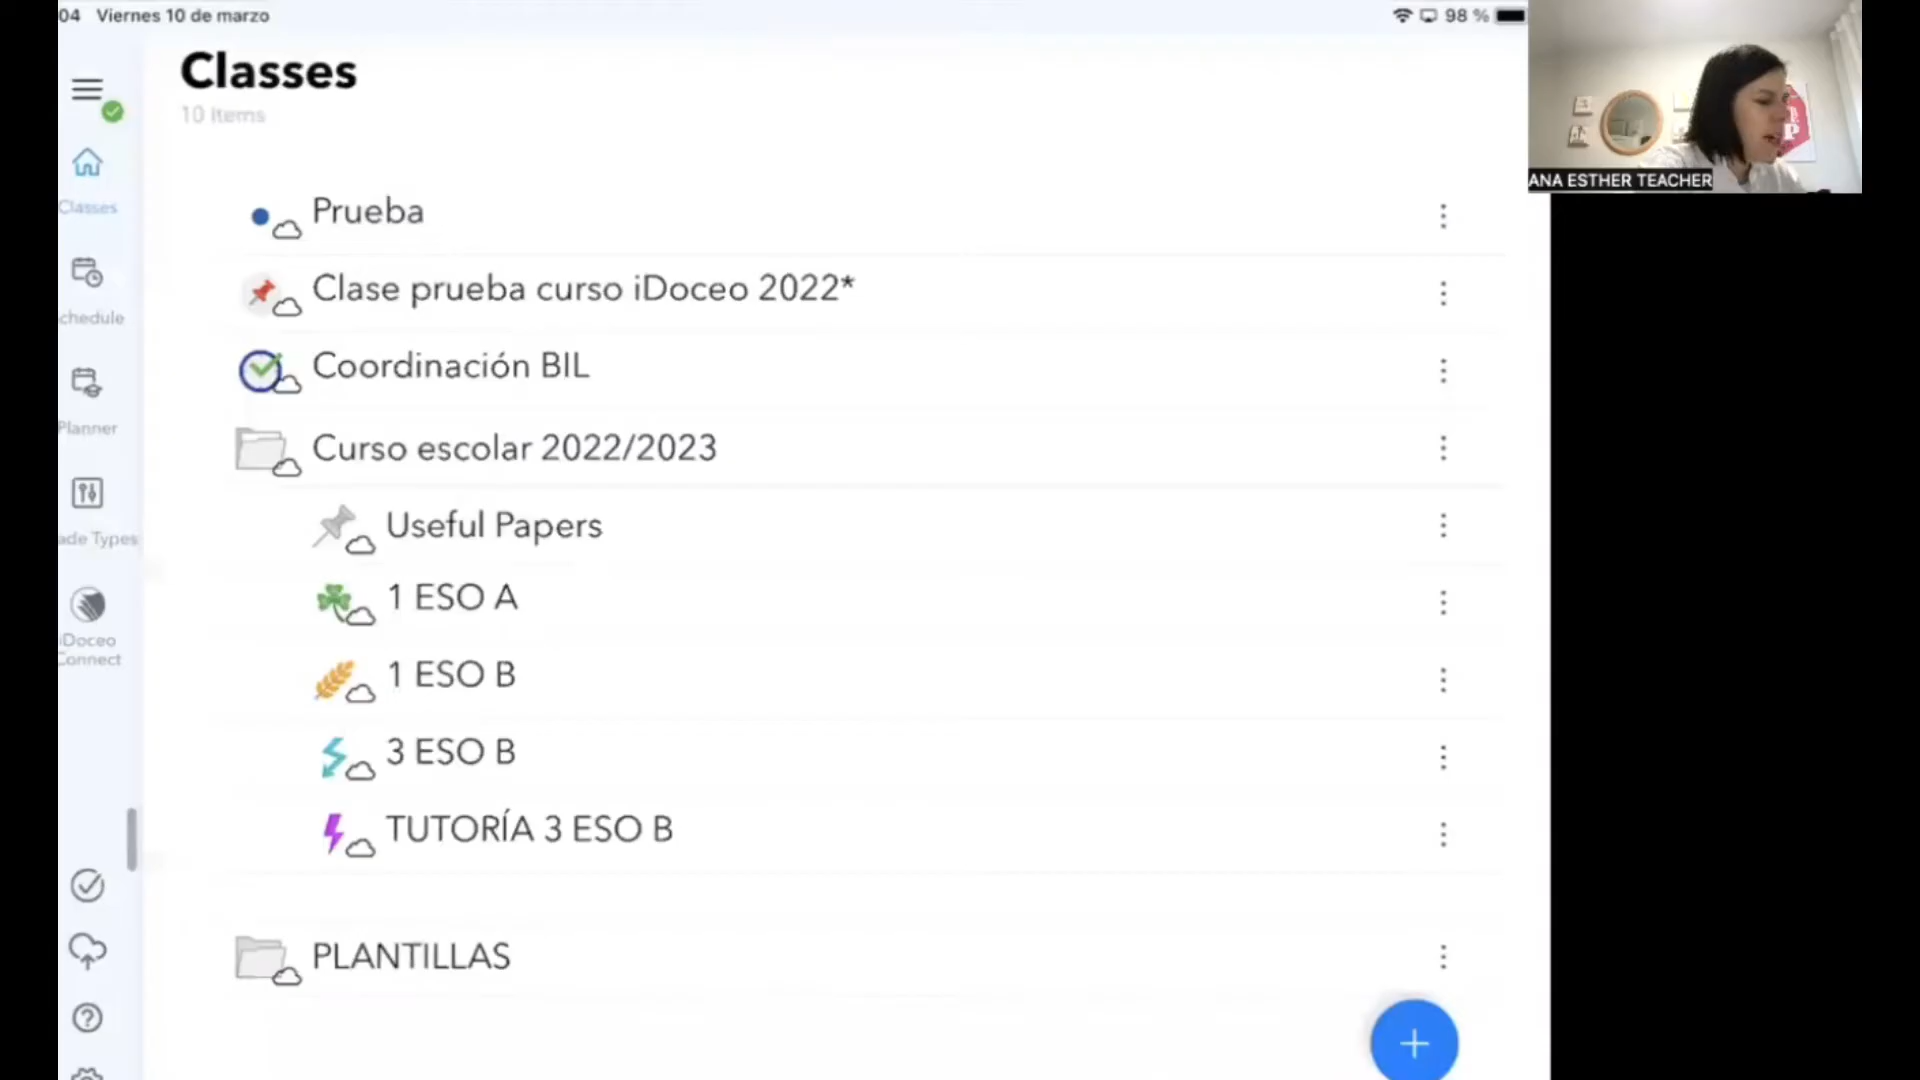 04 Viernes 10 de marzo
98 %
Classes
10 Items
Classes
chedule
Planner
ade Types
iDoceo
Connect
Prueba
Clase prueba curso iDoceo 2022*
Coordinación BIL
Curso escolar 2022/2023
Useful Papers
1 ESO A
1 ESO B
3 ESO B
TUTORÍA 3 ESO B
PLANTILLAS
ANA ESTHER TEACHER